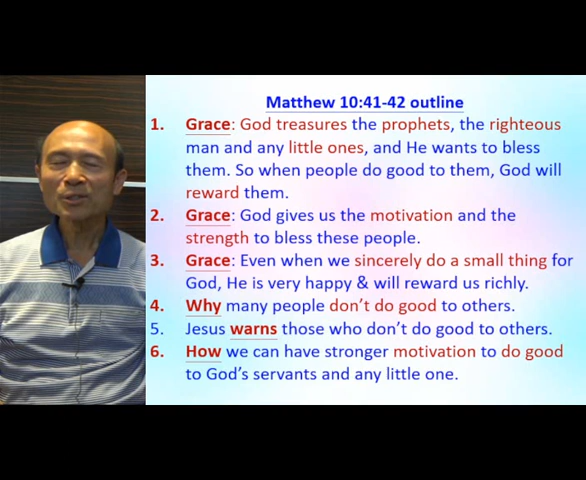 Matthew 10:41-42 outline
1. Grace: God treasures the prophets, the righteous
man and any little ones, and He wants to bless
them. So when people do good to them, God will
reward them.
2. Grace: God gives us the motivation and the
strength to bless these people.
3. Grace: Even when we sincerely do a small thing for
God, He is very happy & will reward us richly.
4. Why many people don't do good to others.
5. Jesus warns those who don't do good to others.
6. How we can have stronger motivation to do good
to God's servants and any little one.